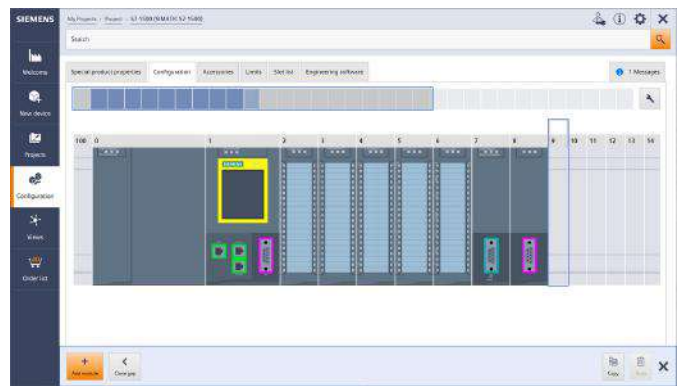 SIEMENS
My Projects Project S7-1500 (SIMATIC S7-1500)
Search
Welcome
Special product properties Configuration Accessories Limits Slot list Engineering software 1 Messages
New device
100 0 1 2 3 4 5 6 7 8 9 10 11 12 13 14
Projects
SIEMENS
Configuration
Views
Order list
Add module Close gap Copy